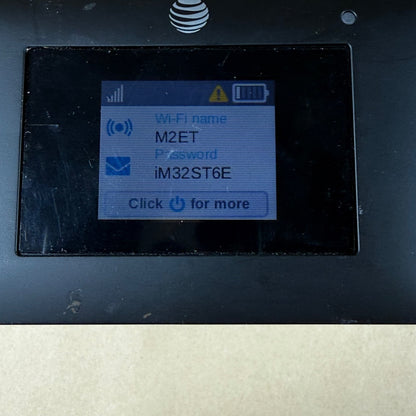 Wi-Fi name
M2ET
Password
iM32ST6E
Click for more